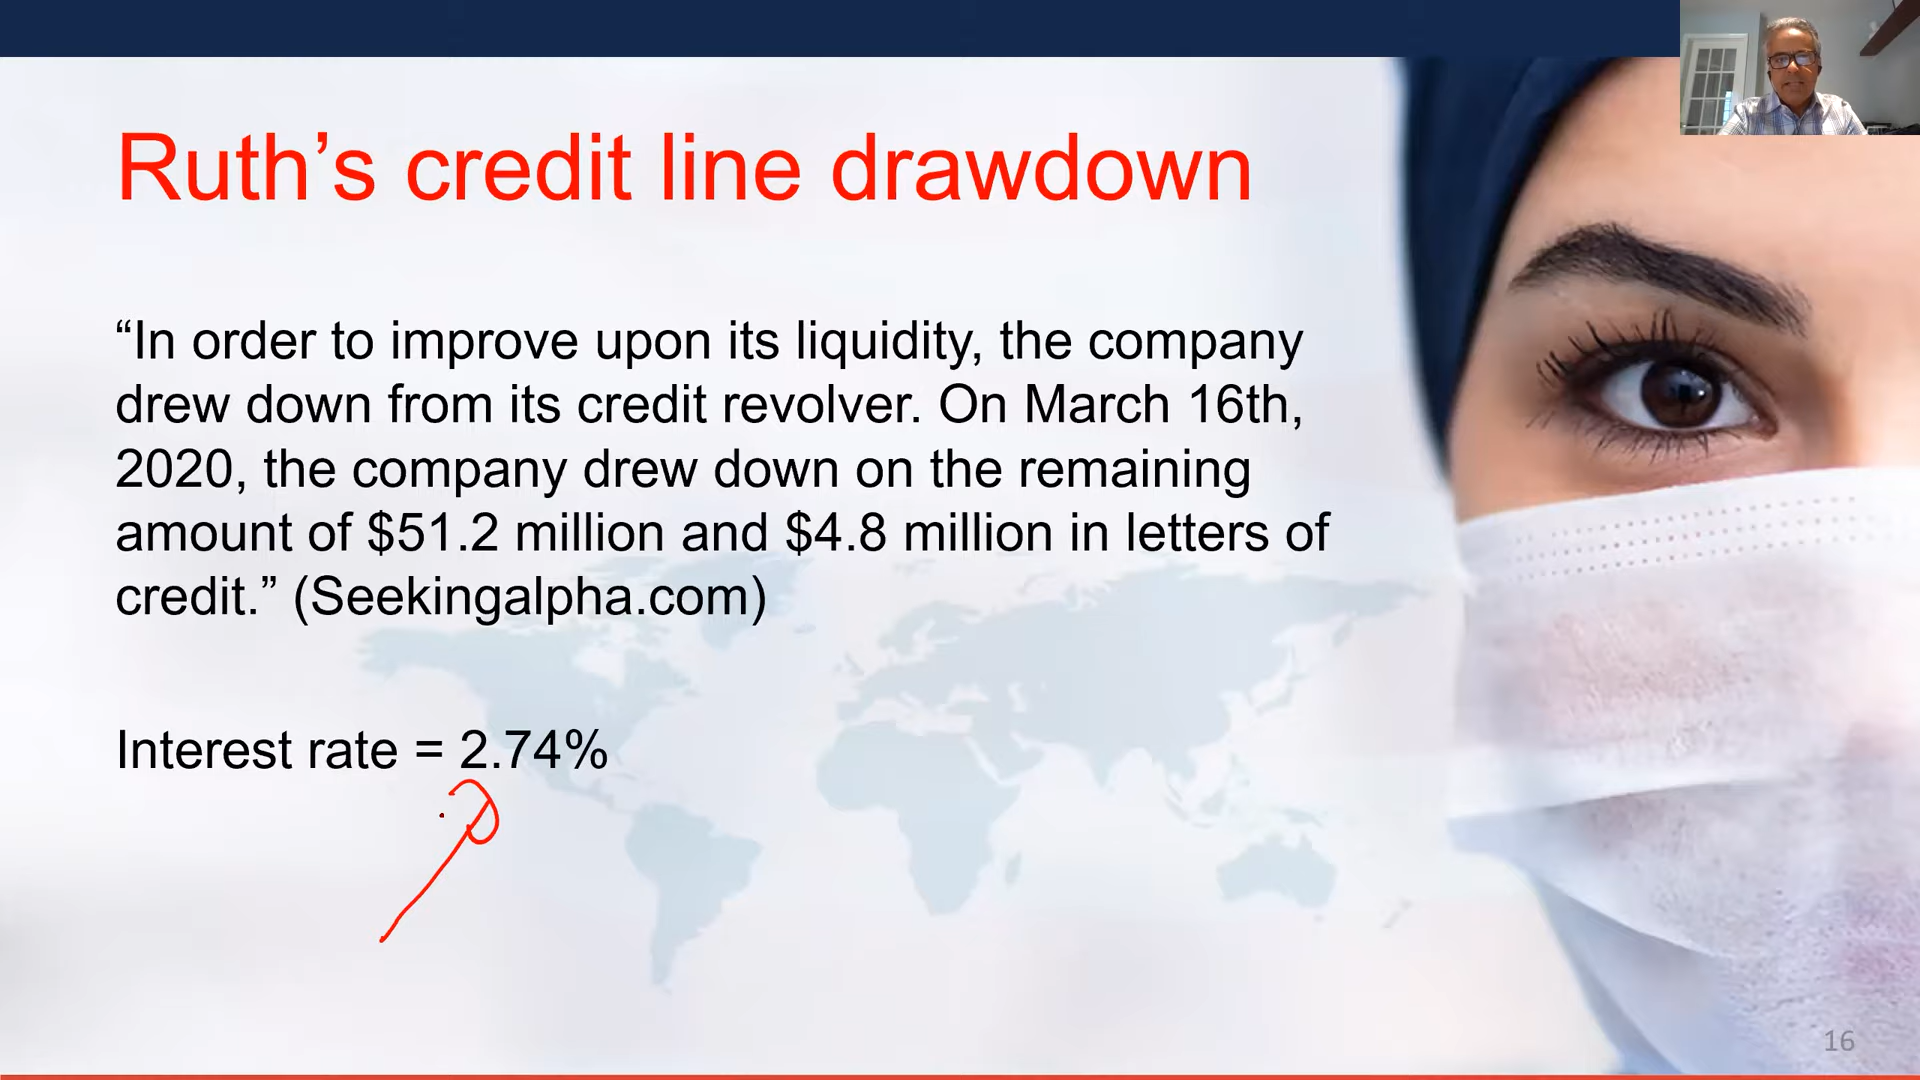 Ruth’s credit line drawdown
“In order to improve upon its liquidity, the company
drew down from its credit revolver. On March 16th,
2020, the company drew down on the remaining
amount of $51.2 million and $4.8 million in letters of
credit.” (Seekingalpha.com)
Interest rate = 2.74%
16